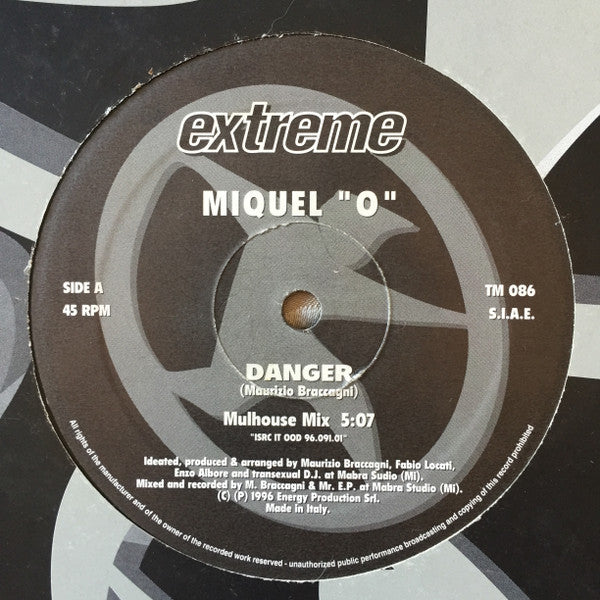 extreme
MIQUEL "O"
SIDE A
45 RPM
TM 086
S.I.A.E.
DANGER
(Maurizio Braccagni)
Mulhouse Mix 5:07
"ISRC IT OOD 96.091.01"
Ideated, produced & arranged by Maurizio Braccagni, Fabio Locati,
Enzo Albore and transexual D.J. at Mabra Sudio (Mi).
Mixed and recorded by M. Braccagni & Mr. E.P. at Mabra Studio (Mi).
(C) (P) 1996 Energy Production Srl.
Made in Italy.
All rights of the manufacturer and of the owner of the recorded work reserved - unauthorized public performance broadcasting and copying of this record prohibited